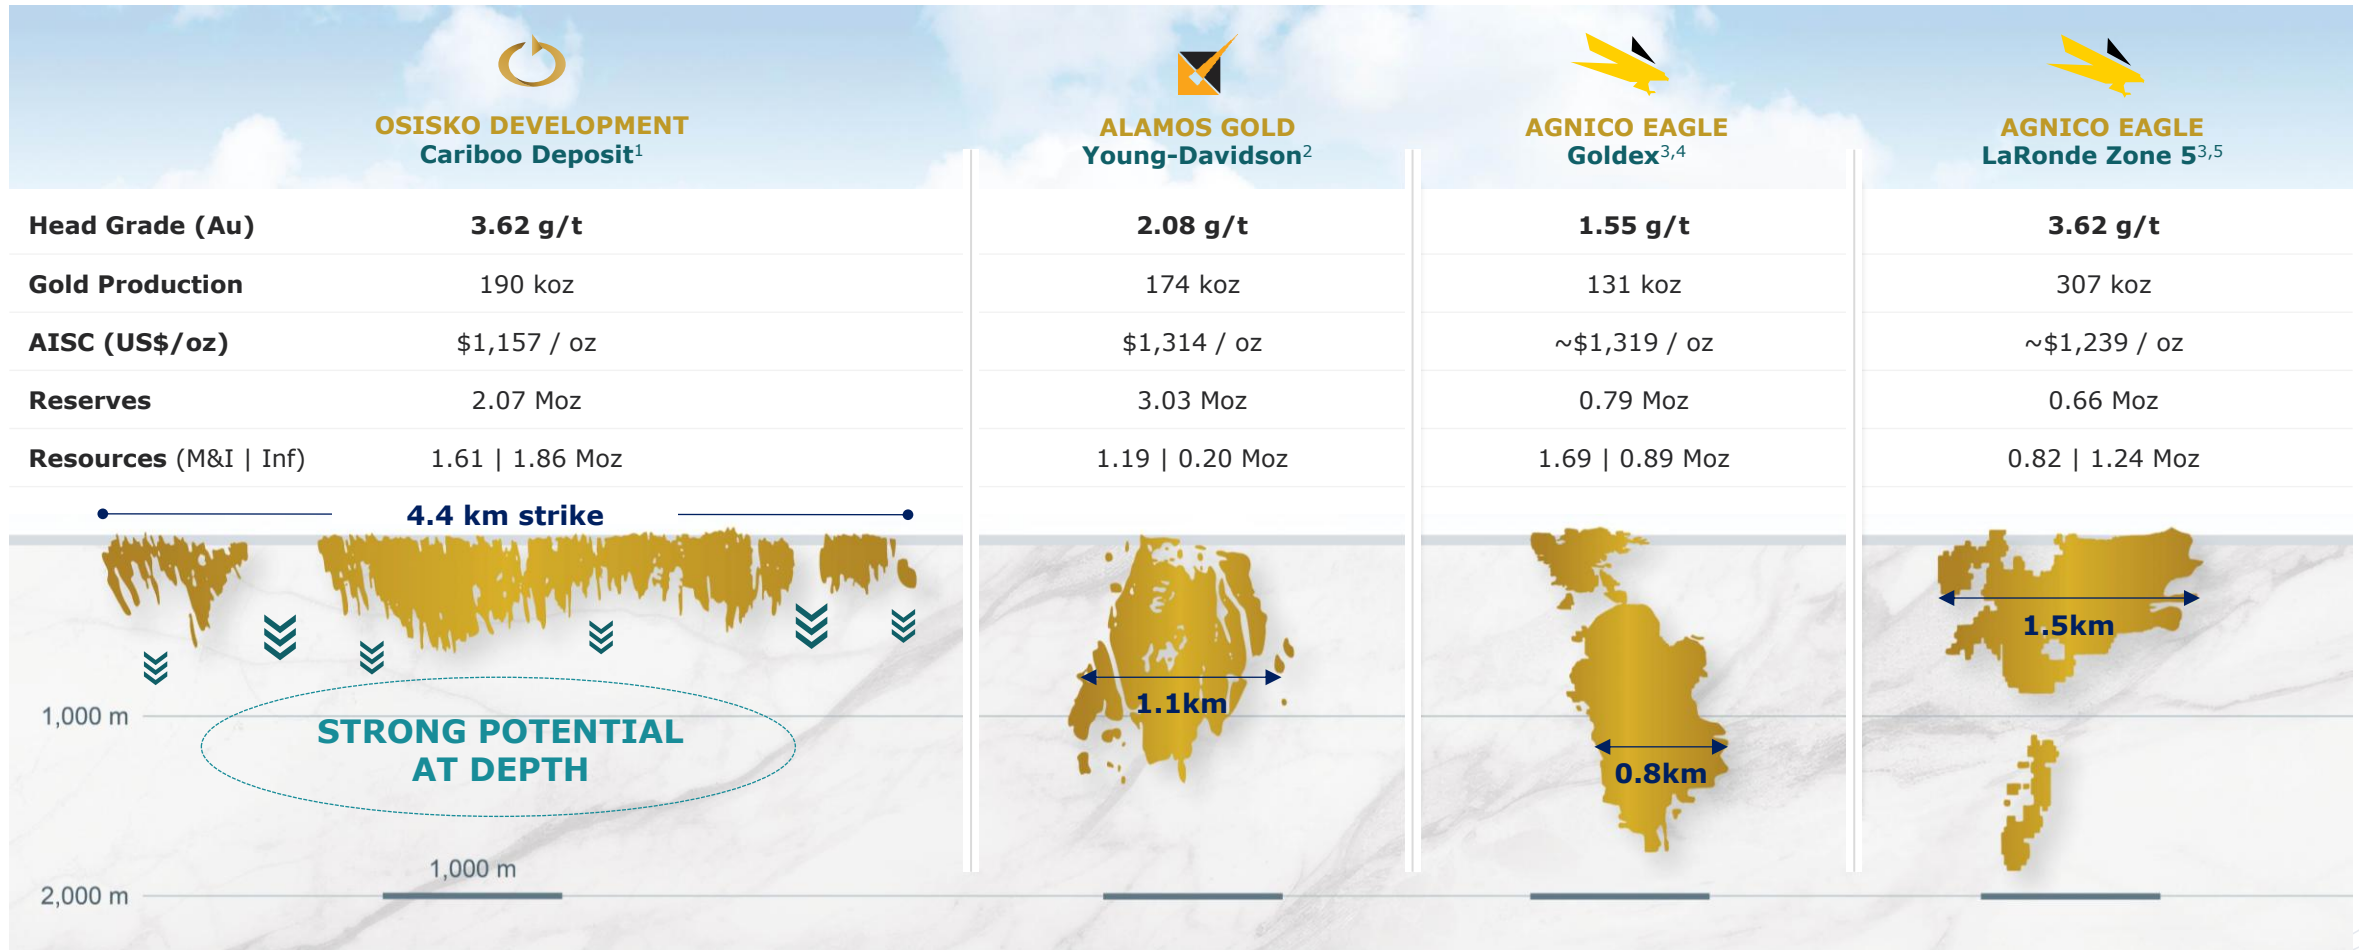 OSISKO DEVELOPMENT
Cariboo Deposit1
ALAMOS GOLD
Young-Davidson2
AGNICO EAGLE
Goldex3,4
AGNICO EAGLE
LaRonde Zone 53,5
Head Grade (Au) 3.62 g/t 2.08 g/t 1.55 g/t 3.62 g/t
Gold Production 190 koz 174 koz 131 koz 307 koz
AISC (US$/oz) $1,157 / oz $1,314 / oz ~$1,319 / oz ~$1,239 / oz
Reserves 2.07 Moz 3.03 Moz 0.79 Moz 0.66 Moz
Resources (M&I | Inf) 1.61 | 1.86 Moz 1.19 | 0.20 Moz 1.69 | 0.89 Moz 0.82 | 1.24 Moz
4.4 km strike
1.5km
1.1km
1,000 m
STRONG POTENTIAL
AT DEPTH
0.8km
1,000 m
2,000 m